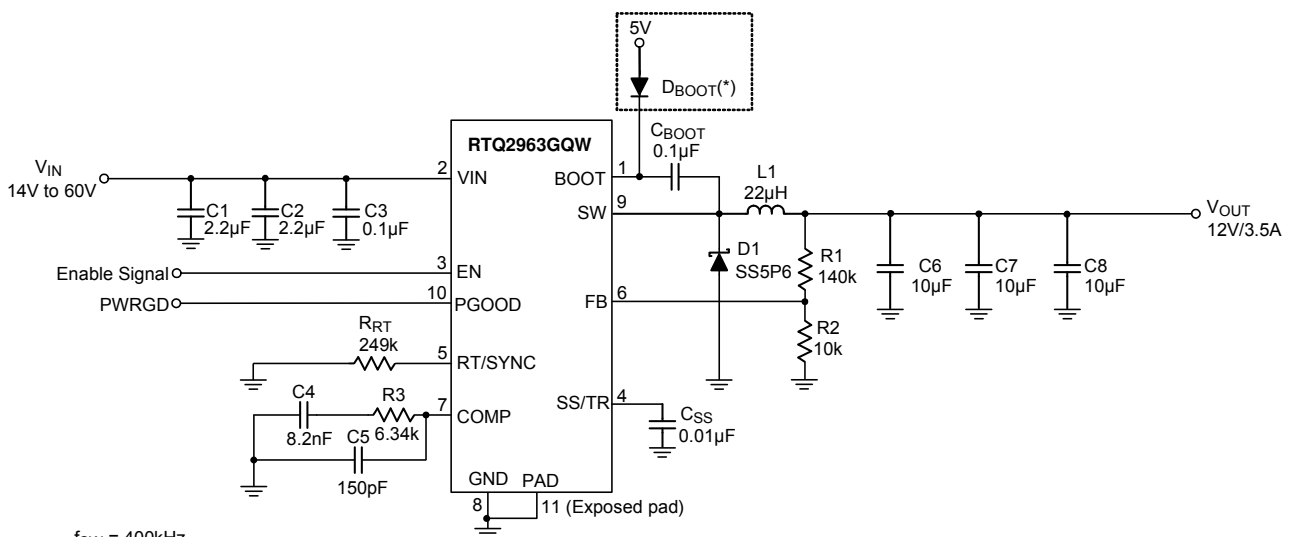 5V
DBOOT(*)
RTQ2963GQW
CBOOT
0.1µF
VIN
14V to 60V
2
VIN
BOOT
1
L1
22µH
C1
2.2µF
C2
2.2µF
C3
0.1µF
SW
9
VOUT
12V/3.5A
D1
SS5P6
R1
140k
C6
10µF
C7
10µF
C8
10µF
Enable Signal
3
EN
PWRGD
10
PGOOD
FB
6
RRT
249k
5
RT/SYNC
R2
10k
C4
8.2nF
R3
6.34k
7
COMP
SS/TR
4
CSS
0.01µF
C5
150pF
GND
PAD
8
11 (Exposed pad)
= 400kHz